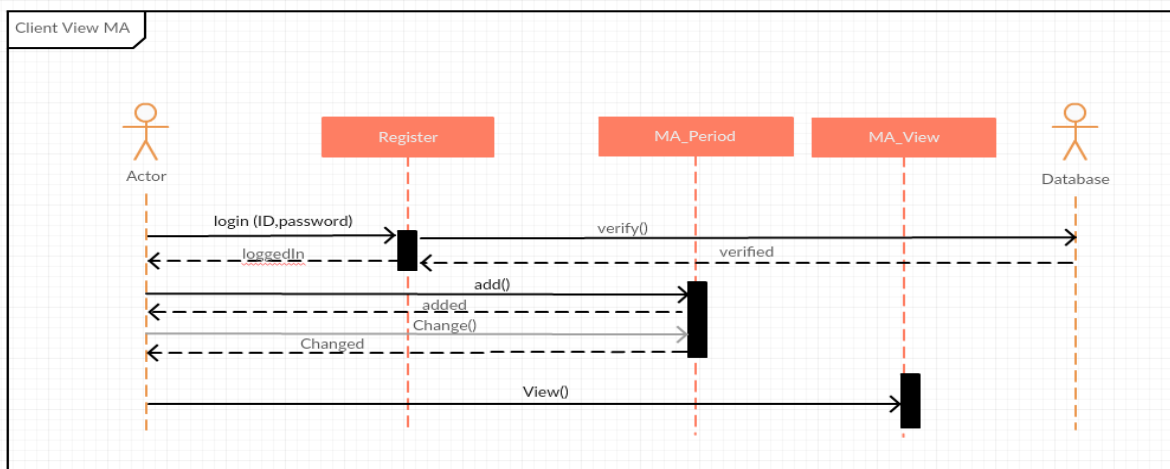 Client View MA
Register
MA_Period
MA_View
Actor
Database
login (ID,password)
verify()
loggedIn
verified
add()
added
Change()
Changed
View()